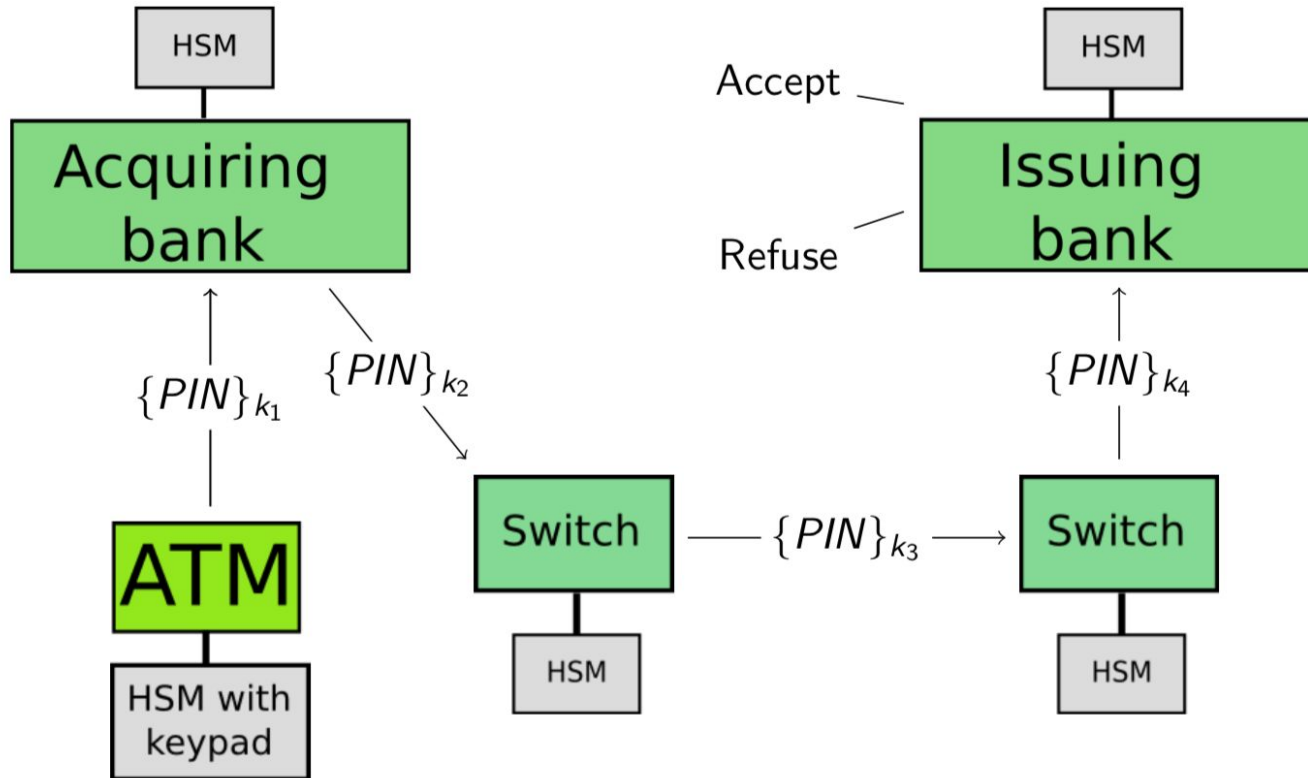 HSM
Acquiring
bank
{PIN}k1
ATM
HSM with
keypad
{PIN}k2
Switch
HSM
{PIN}k3
Switch
HSM
{PIN}k4
HSM
Issuing
bank
Accept
Refuse